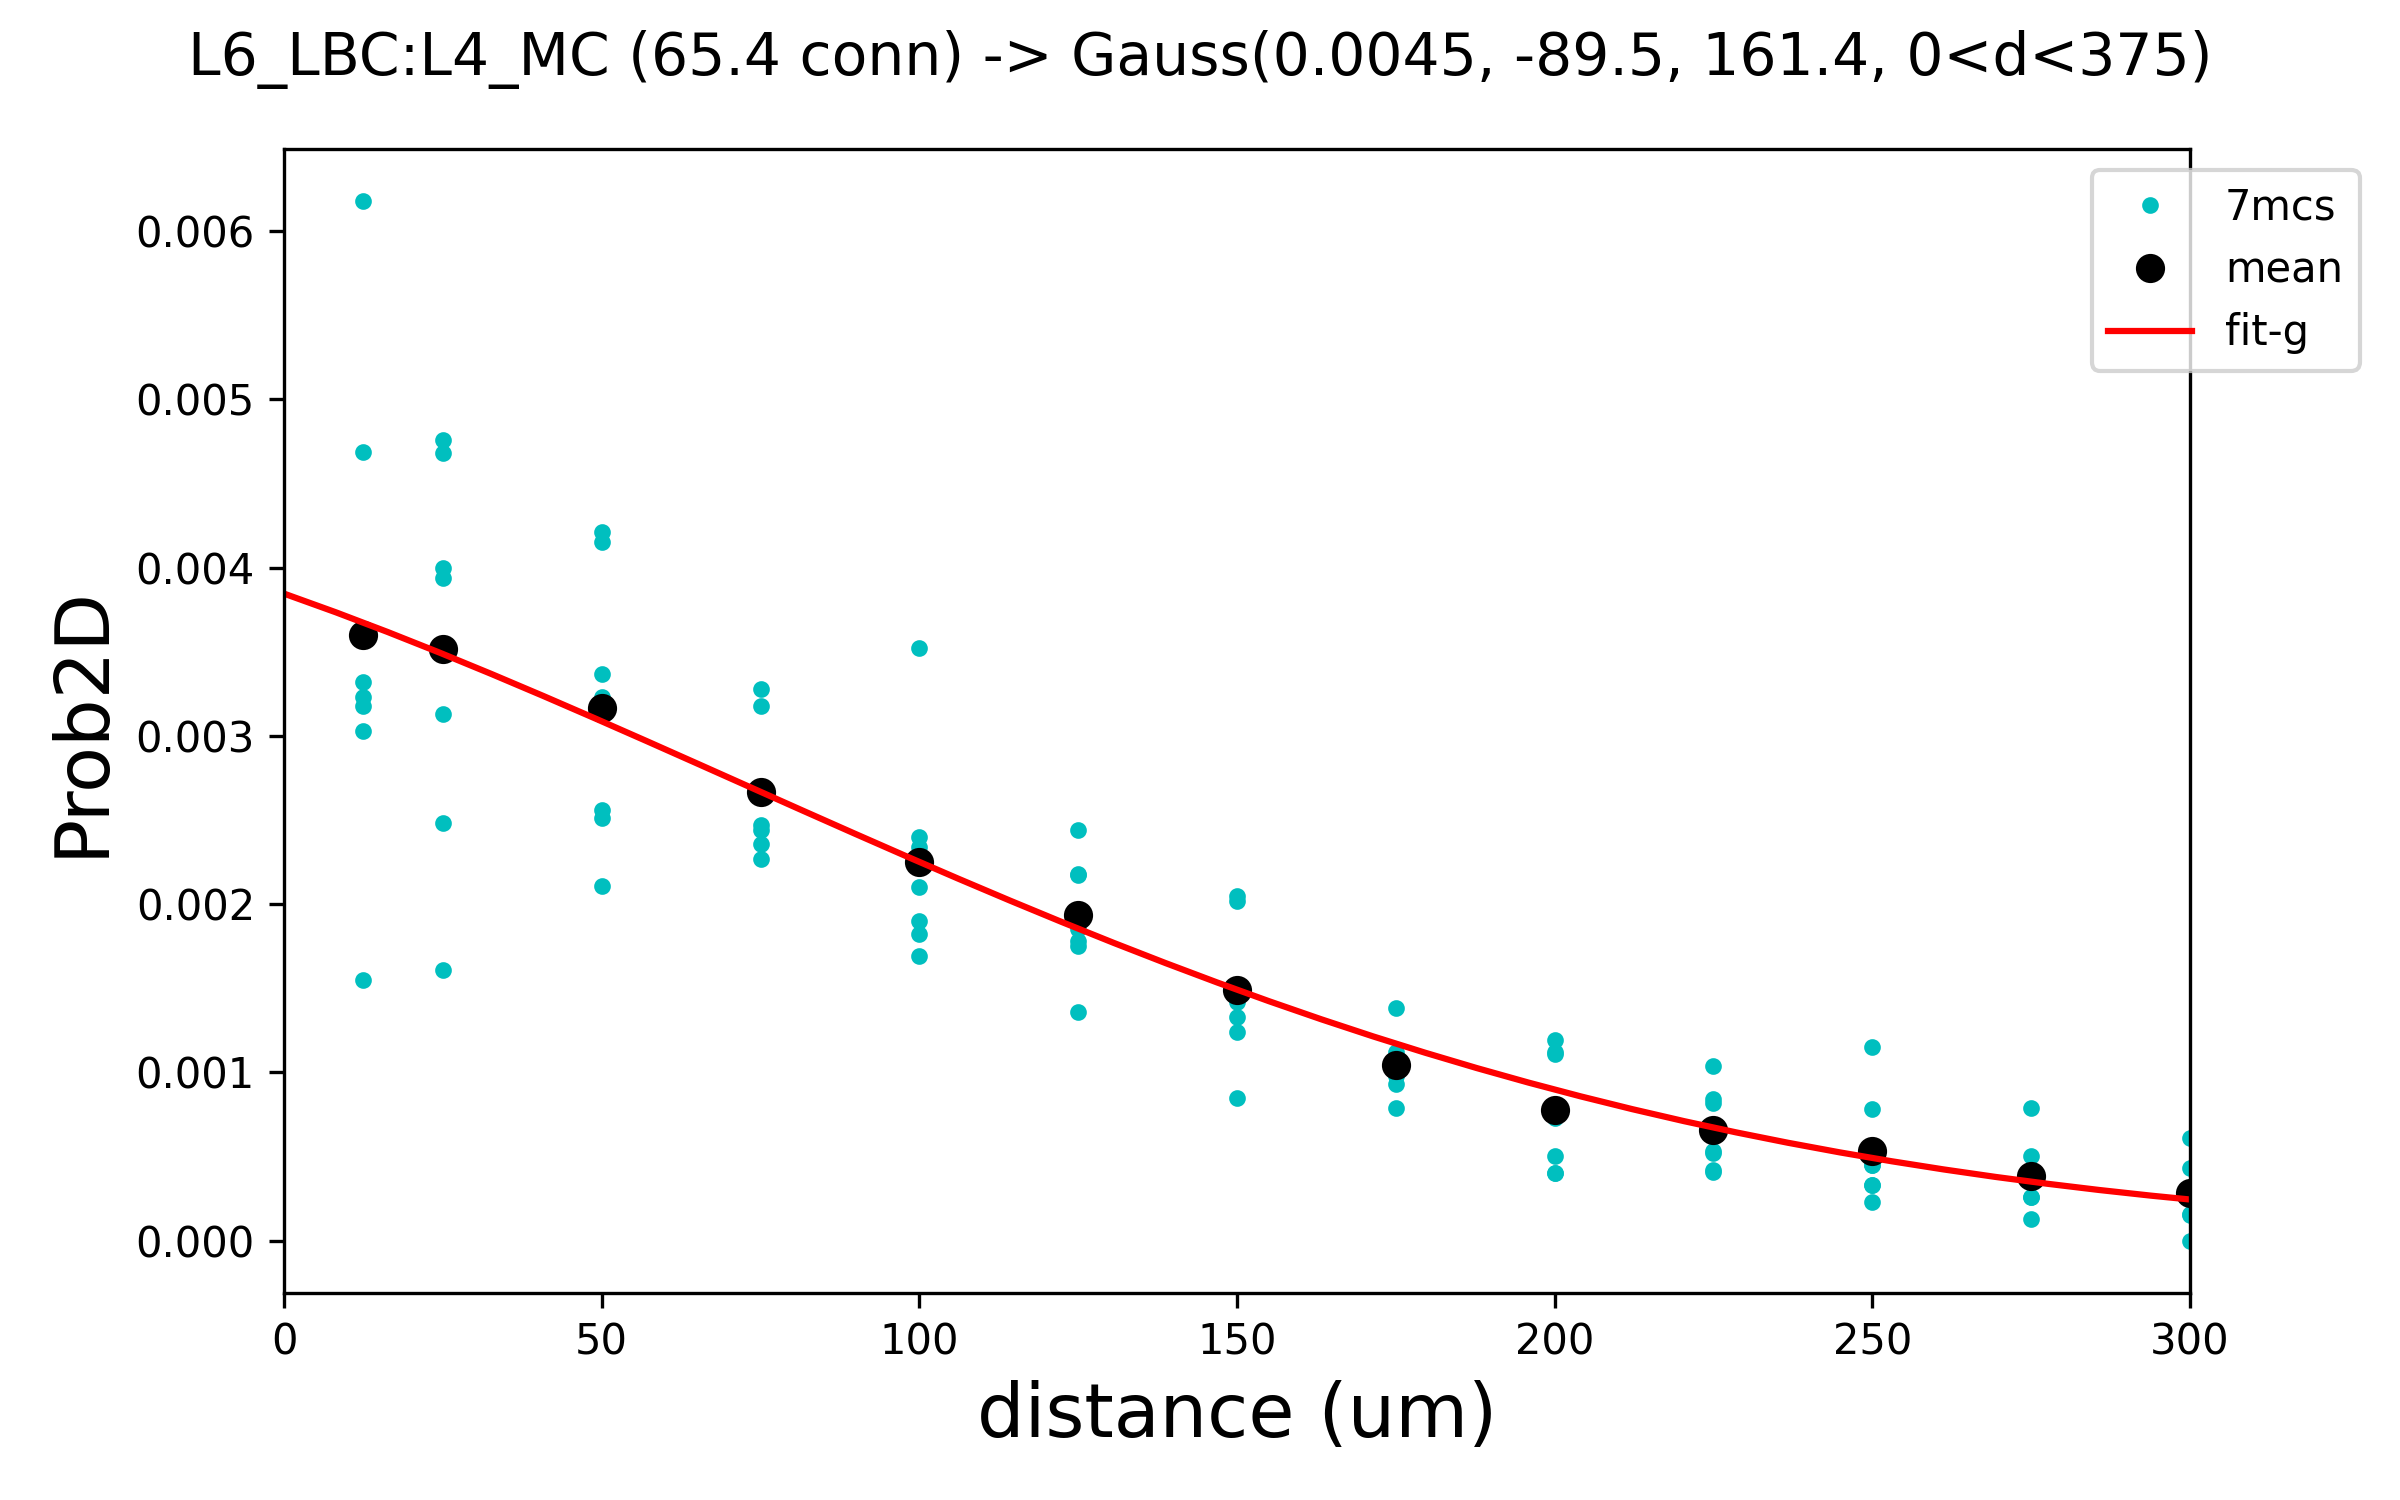 L6_LBC:L4_MC (65.4 conn) -> Gauss(0.0045, -89.5, 161.4, 0<d<375)
7mcs
mean
fit-g
Prob2D
0.006
0.005
0.004
0.003
0.002
0.001
0.000
0 50 100 150 200 250 300
distance (um)